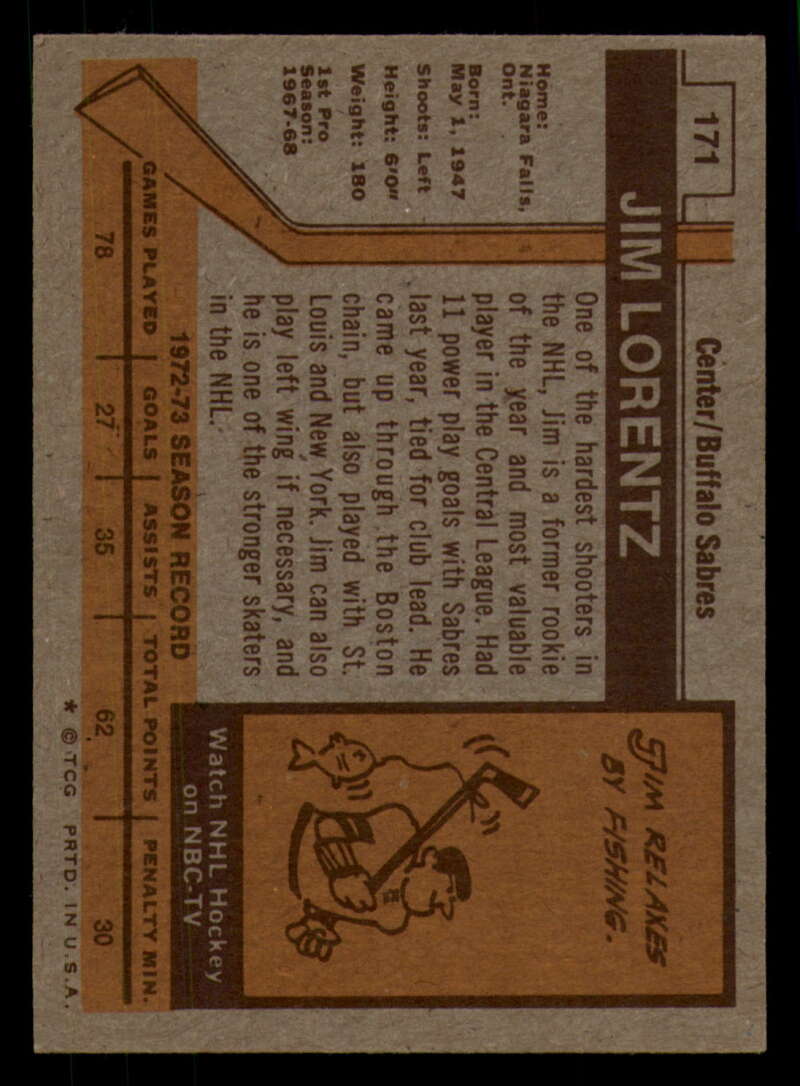 171
Center/Buffalo Sabres
JIM LORENTZ
Home:
Niagara Falls,
Ont.
Born:
May 1, 1947
Shoots: Left
Height: 6'0"
Weight: 180
1st Pro
Season:
1967-68
One of the hardest shooters in
the NHL, Jim is a former rookie
of the year and most valuable
player in the Central League. Had
11 power play goals with Sabres
last year, tied for club lead. He
came up through the Boston
chain, but also played with St.
Louis and New York. Jim can also
play left wing if necessary, and
he is one of the stronger skaters
in the NHL.
JIM RELAXES
BY FISHING.
Watch NHL Hockey
on NBC-TV
1972-73 SEASON RECORD
GAMES PLAYED GOALS ASSISTS TOTAL POINTS PENALTY MIN.
78 27 35 62 30
* © TCG PRTD. IN U.S.A.